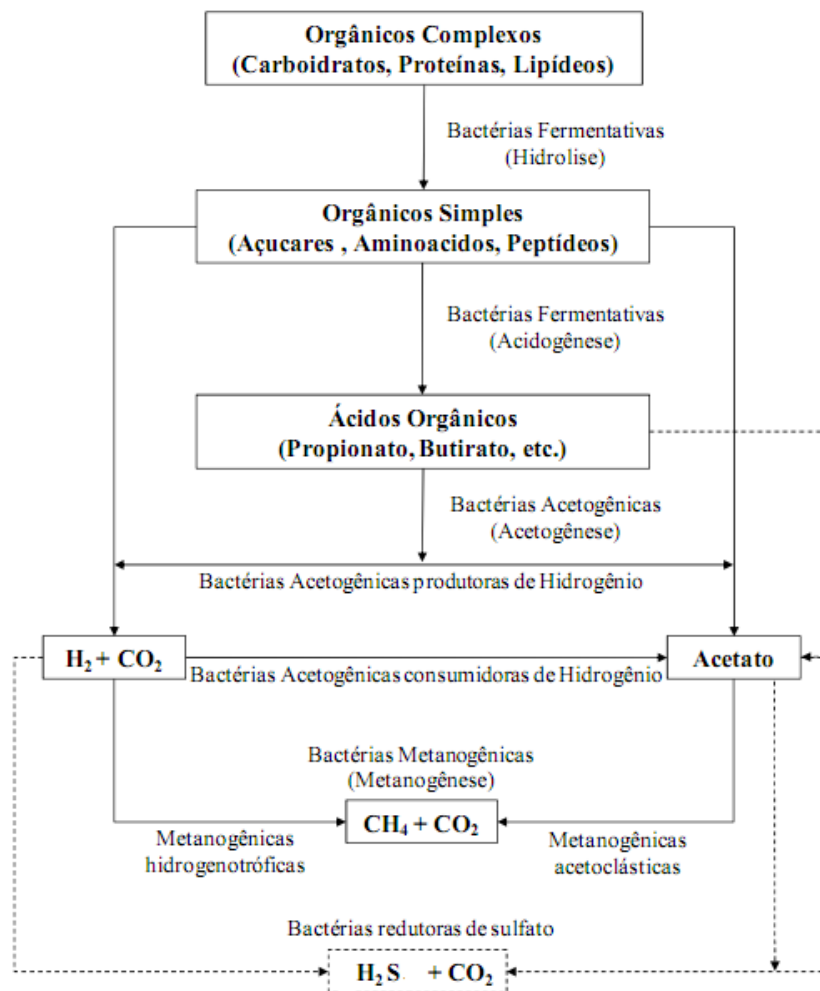 Orgânicos Complexos
(Carboidratos, Proteínas, Lipídeos)
Bactérias Fermentativas
(Hidrolise)
Orgânicos Simples
(Açucares , Aminoacidos, Peptídeos)
Bactérias Fermentativas
(Acidogênese)
Ácidos Orgânicos
(Propionato, Butirato, etc.)
Bactérias Acetogênicas
(Acetogênese)
Bactérias Acetogênicas produtoras de Hidrogênio
H₂ + CO₂
Acetato
Bactérias Acetogênicas consumidoras de Hidrogênio
Bactérias Metanogênicas
(Metanogênese)
CH₄ + CO₂
Metanogênicas
hidrogenotróficas
Metanogênicas
acetoclásticas
Bactérias redutoras de sulfato
H₂ S + CO₂